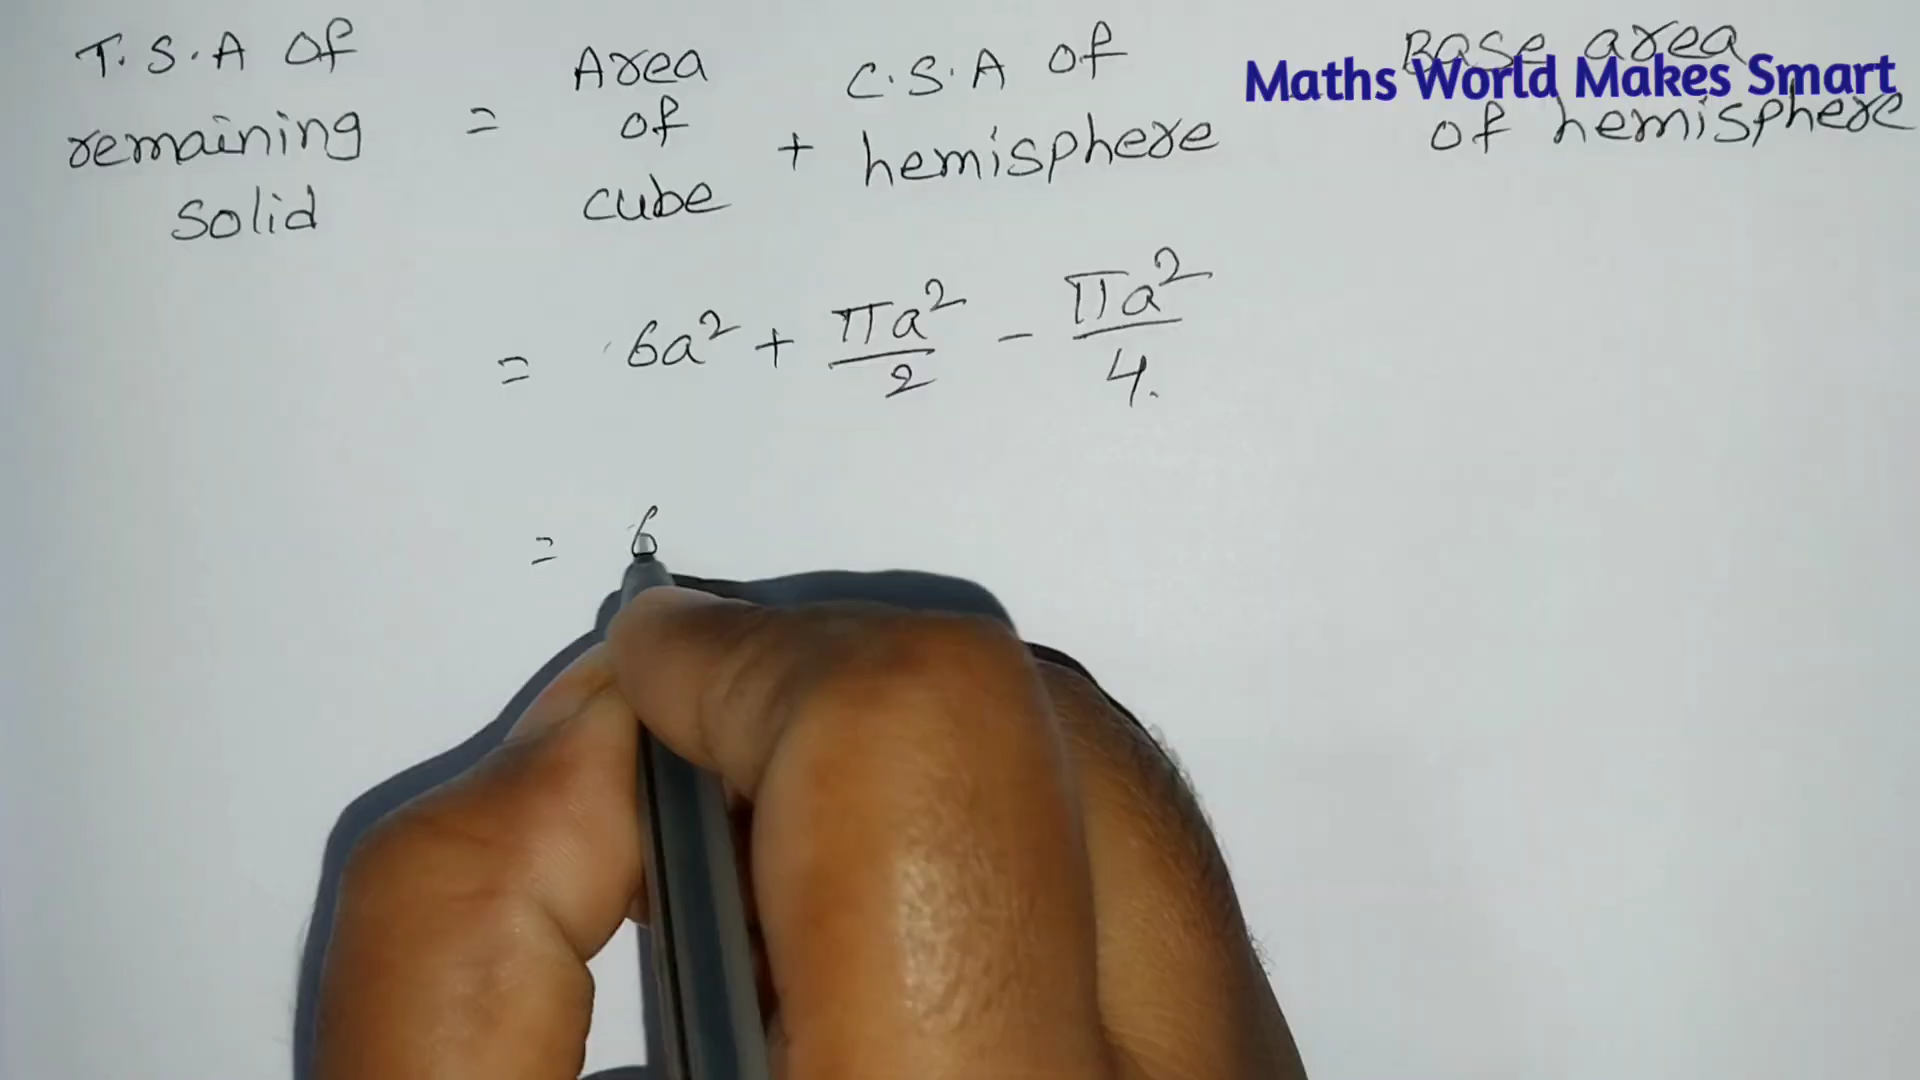 T.S.A Of remaining solid = Area of cube + C.S.A of hemisphere Base area of hemisphere
Maths World Makes Smart
= 6a² + πa²/2 - πa²/4.
= 6